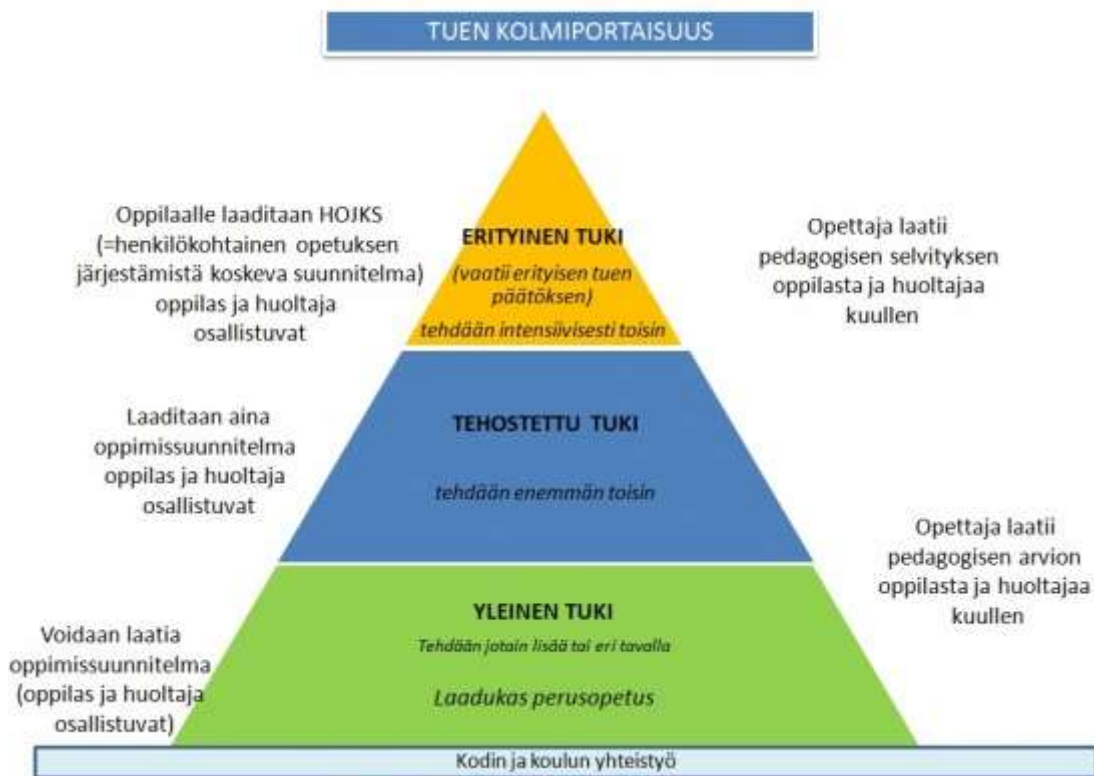 TUEN KOLMIPORTAISUUS
Oppilaalle laaditaan HOJKS
(=henkilökohtainen opetuksen
järjestämistä koskeva suunnitelma)
oppilas ja huoltaja
osallistuvat
ERITYINEN TUKI
(vaatii erityisen tuen
päätöksen)
tehdään intensiivisesti toisin
Opettaja laatii
pedagogisen selvityksen
oppilasta ja huoltajaa
kuullen
Laaditaan aina
oppimissuunnitelma
oppilas ja huoltaja
osallistuvat
TEHOSTETTU TUKI
tehdään enemmän toisin
Opettaja laatii
pedagogisen arvion
oppilasta ja huoltajaa
kuullen
Voidaan laatia
oppimissuunnitelma
(oppilas ja huoltaja
osallistuvat)
YLEINEN TUKI
Tehdään jotain lisää tai eri tavalla
Laadukas perusopetus
Kodin ja koulun yhteistyö